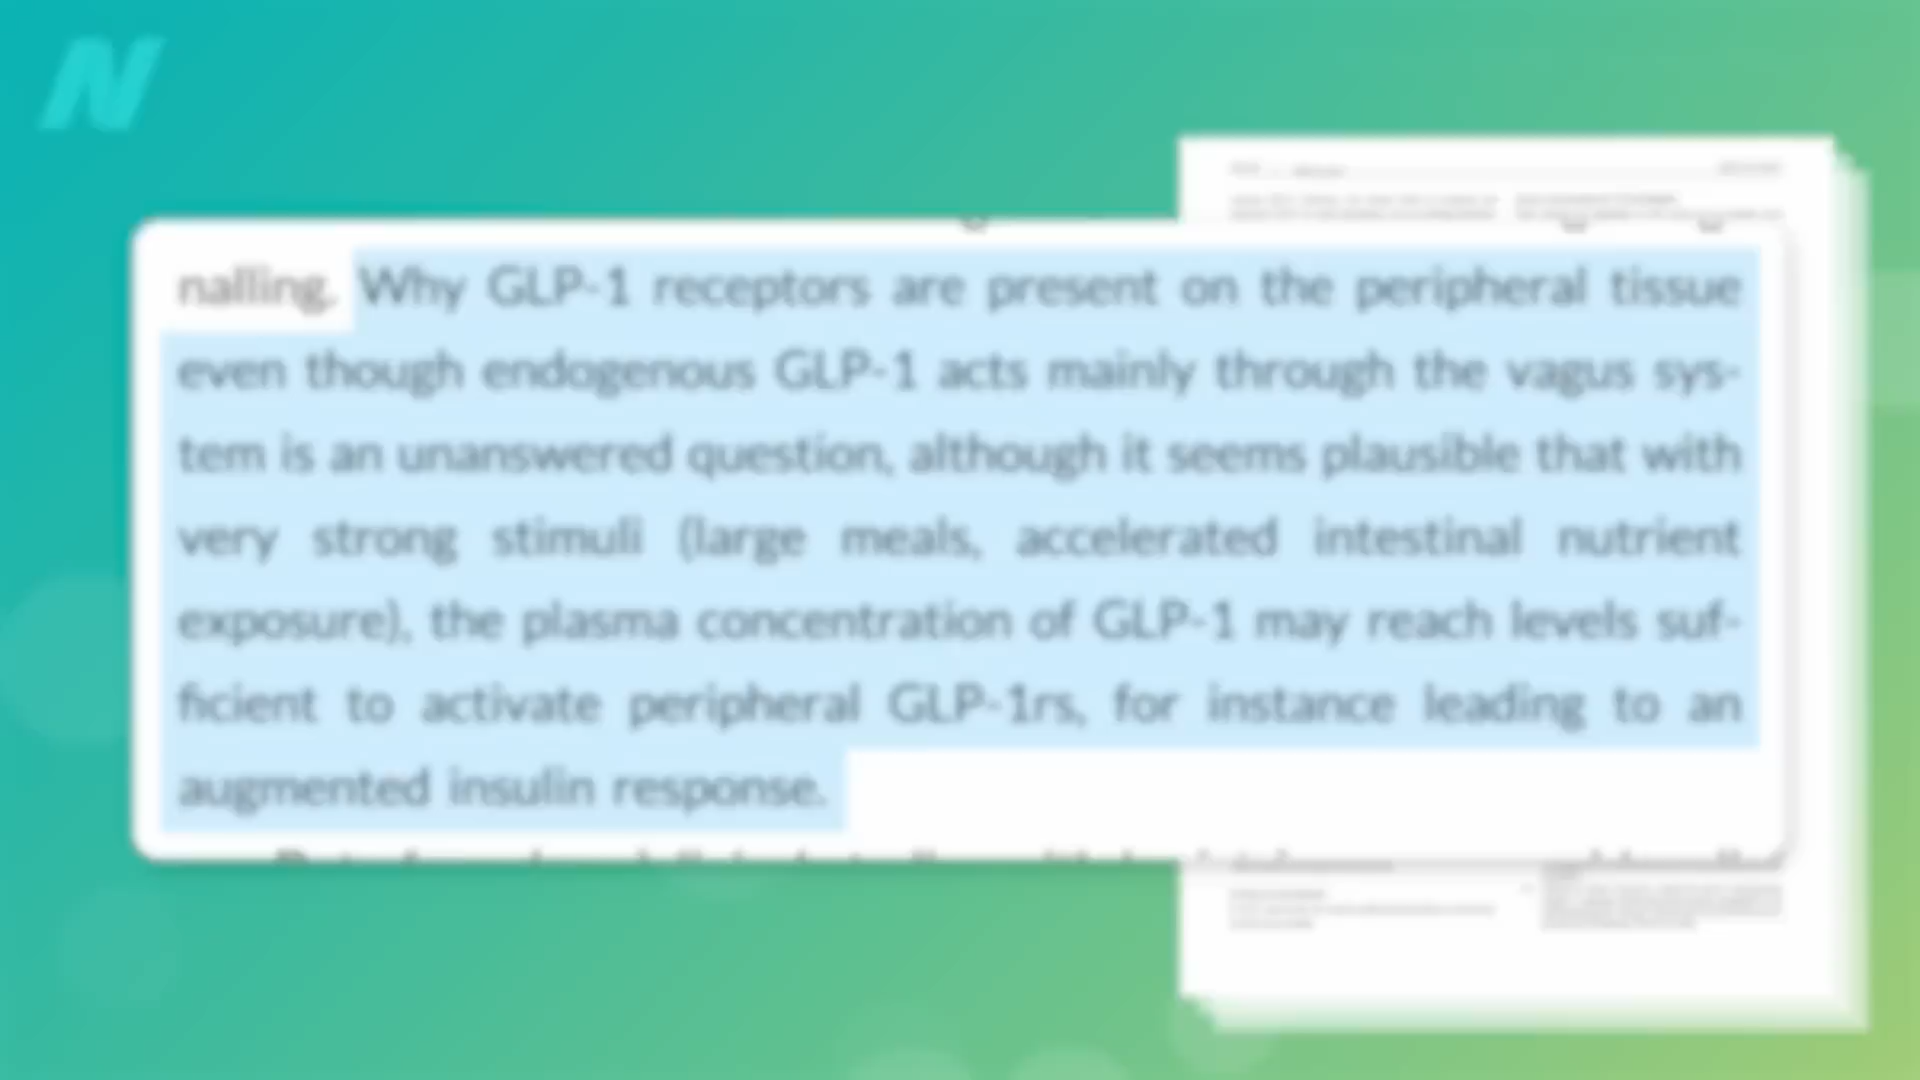 N
nalling. Why GLP-1 receptors are present on the peripheral tissue
even though endogenous GLP-1 acts mainly through the vagus sys-
tem is an unanswered question, although it seems plausible that with
very strong stimuli (large meals, accelerated intestinal nutrient
exposure), the plasma concentration of GLP-1 may reach levels suf-
ficient to activate peripheral GLP-1rs, for instance leading to an
augmented insulin response.